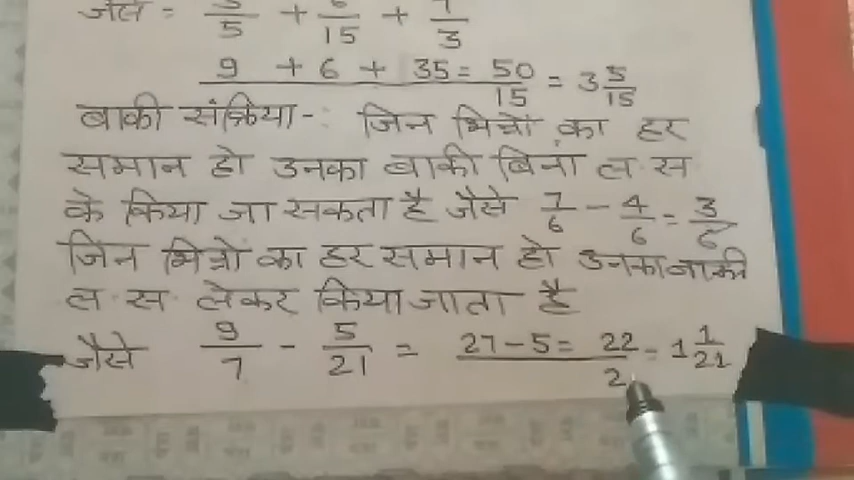 जैसे = 3/5 + 6/15 + 7/3
9 + 6 + 35 = 50/15 = 3 5/15
बाकी संक्रिया -: जिन भिन्नों का हर
समान हो उनका बाकी बिना ल.स
के किया जा सकता है जैसे 7/6 - 4/6 = 3/6
जिन भिन्नों का हर समान हो उनका बाकी
ल.स. लेकर किया जाता है
जैसे 9/7 - 5/21 = 27-5 = 22/2 = 1 1/21